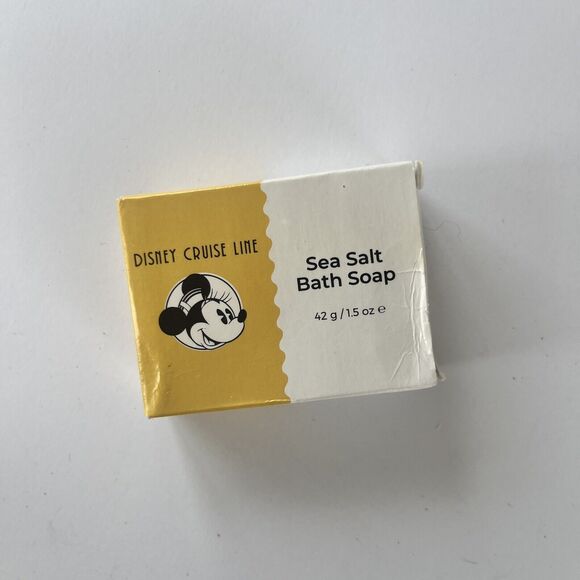 DISNEY CRUISE LINE
Sea Salt
Bath Soap
42 g / 1.5 oz ℮